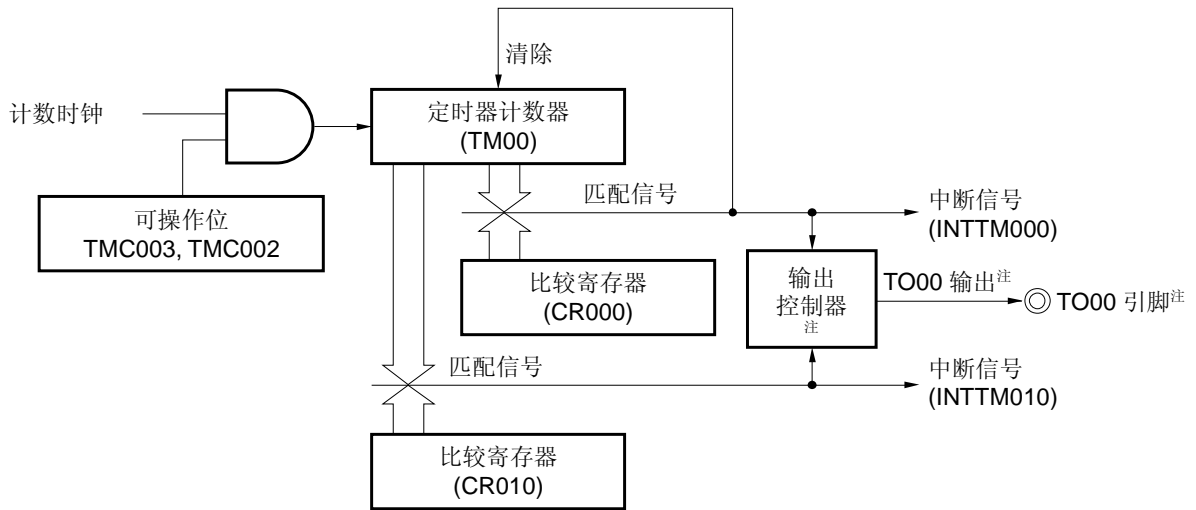 清除
计数时钟
定时器计数器
(TM00)
可操作位
TMC003, TMC002
匹配信号
中断信号
(INTTM000)
比较寄存器
(CR000)
输出
控制器
注
TO00 输出注
TO00 引脚注
匹配信号
中断信号
(INTTM010)
比较寄存器
(CR010)